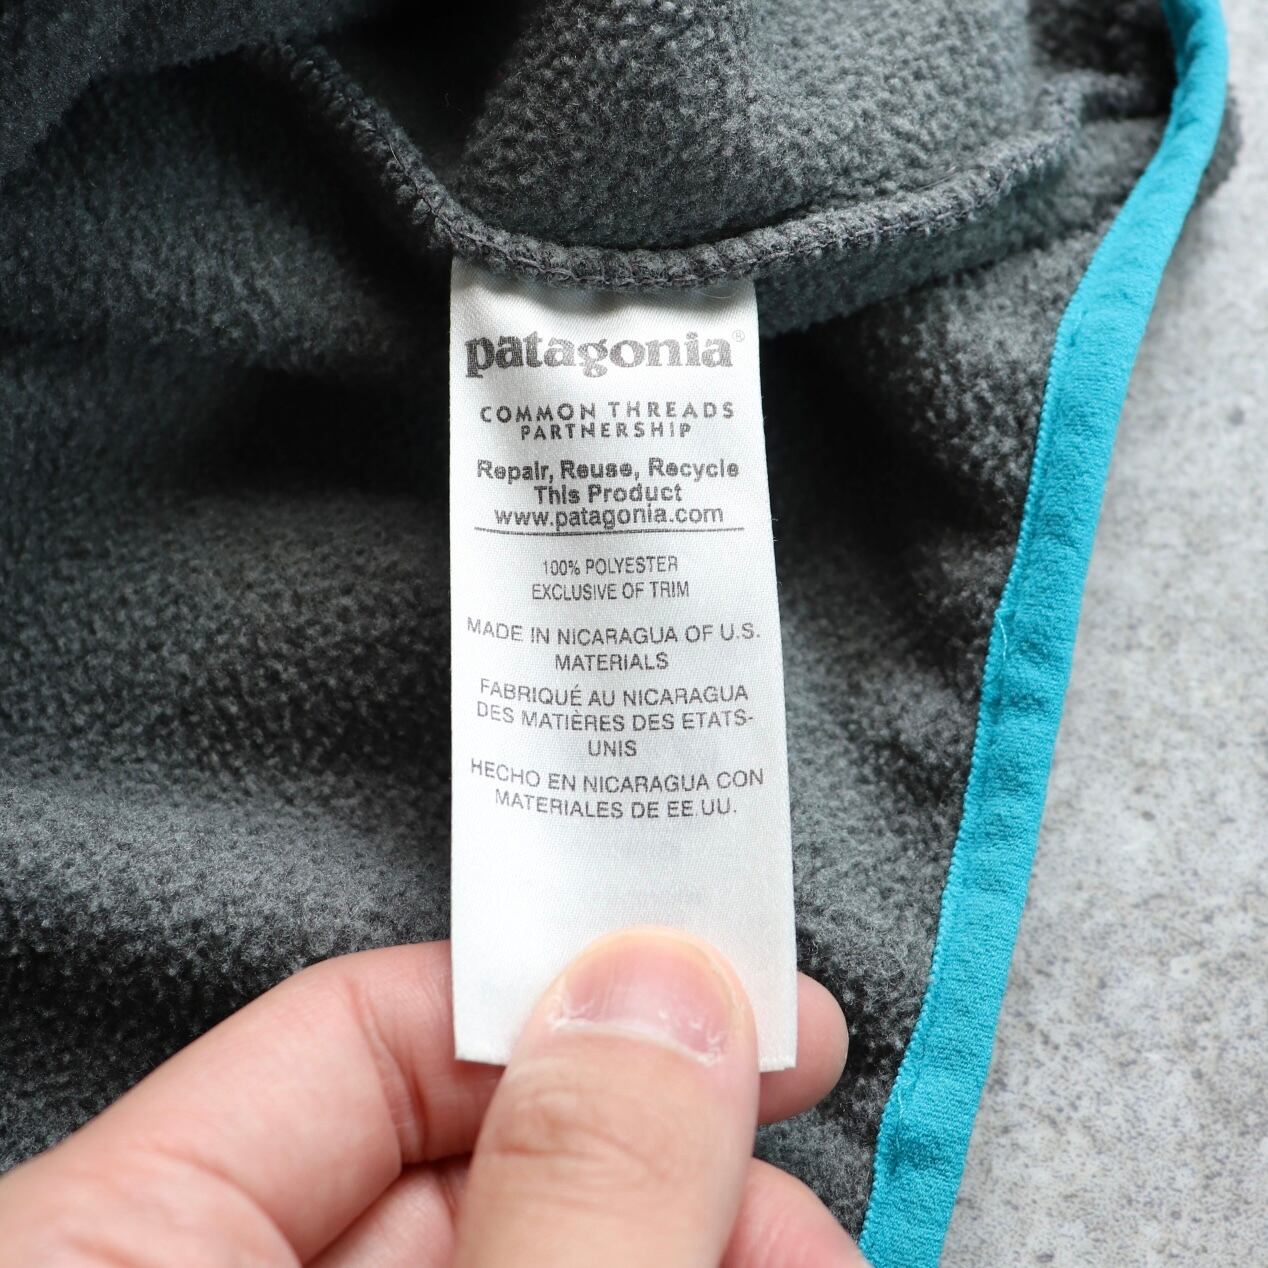 patagonia®
COMMON THREADS
PARTNERSHIP
Repair, Reuse, Recycle
This Product
www.patagonia.com
100% POLYESTER
EXCLUSIVE OF TRIM
MADE IN NICARAGUA OF U.S.
MATERIALS
FABRIQUÉ AU NICARAGUA
DES MATIÈRES DES ETATS-
UNIS
HECHO EN NICARAGUA CON
MATERIALES DE EE.UU.